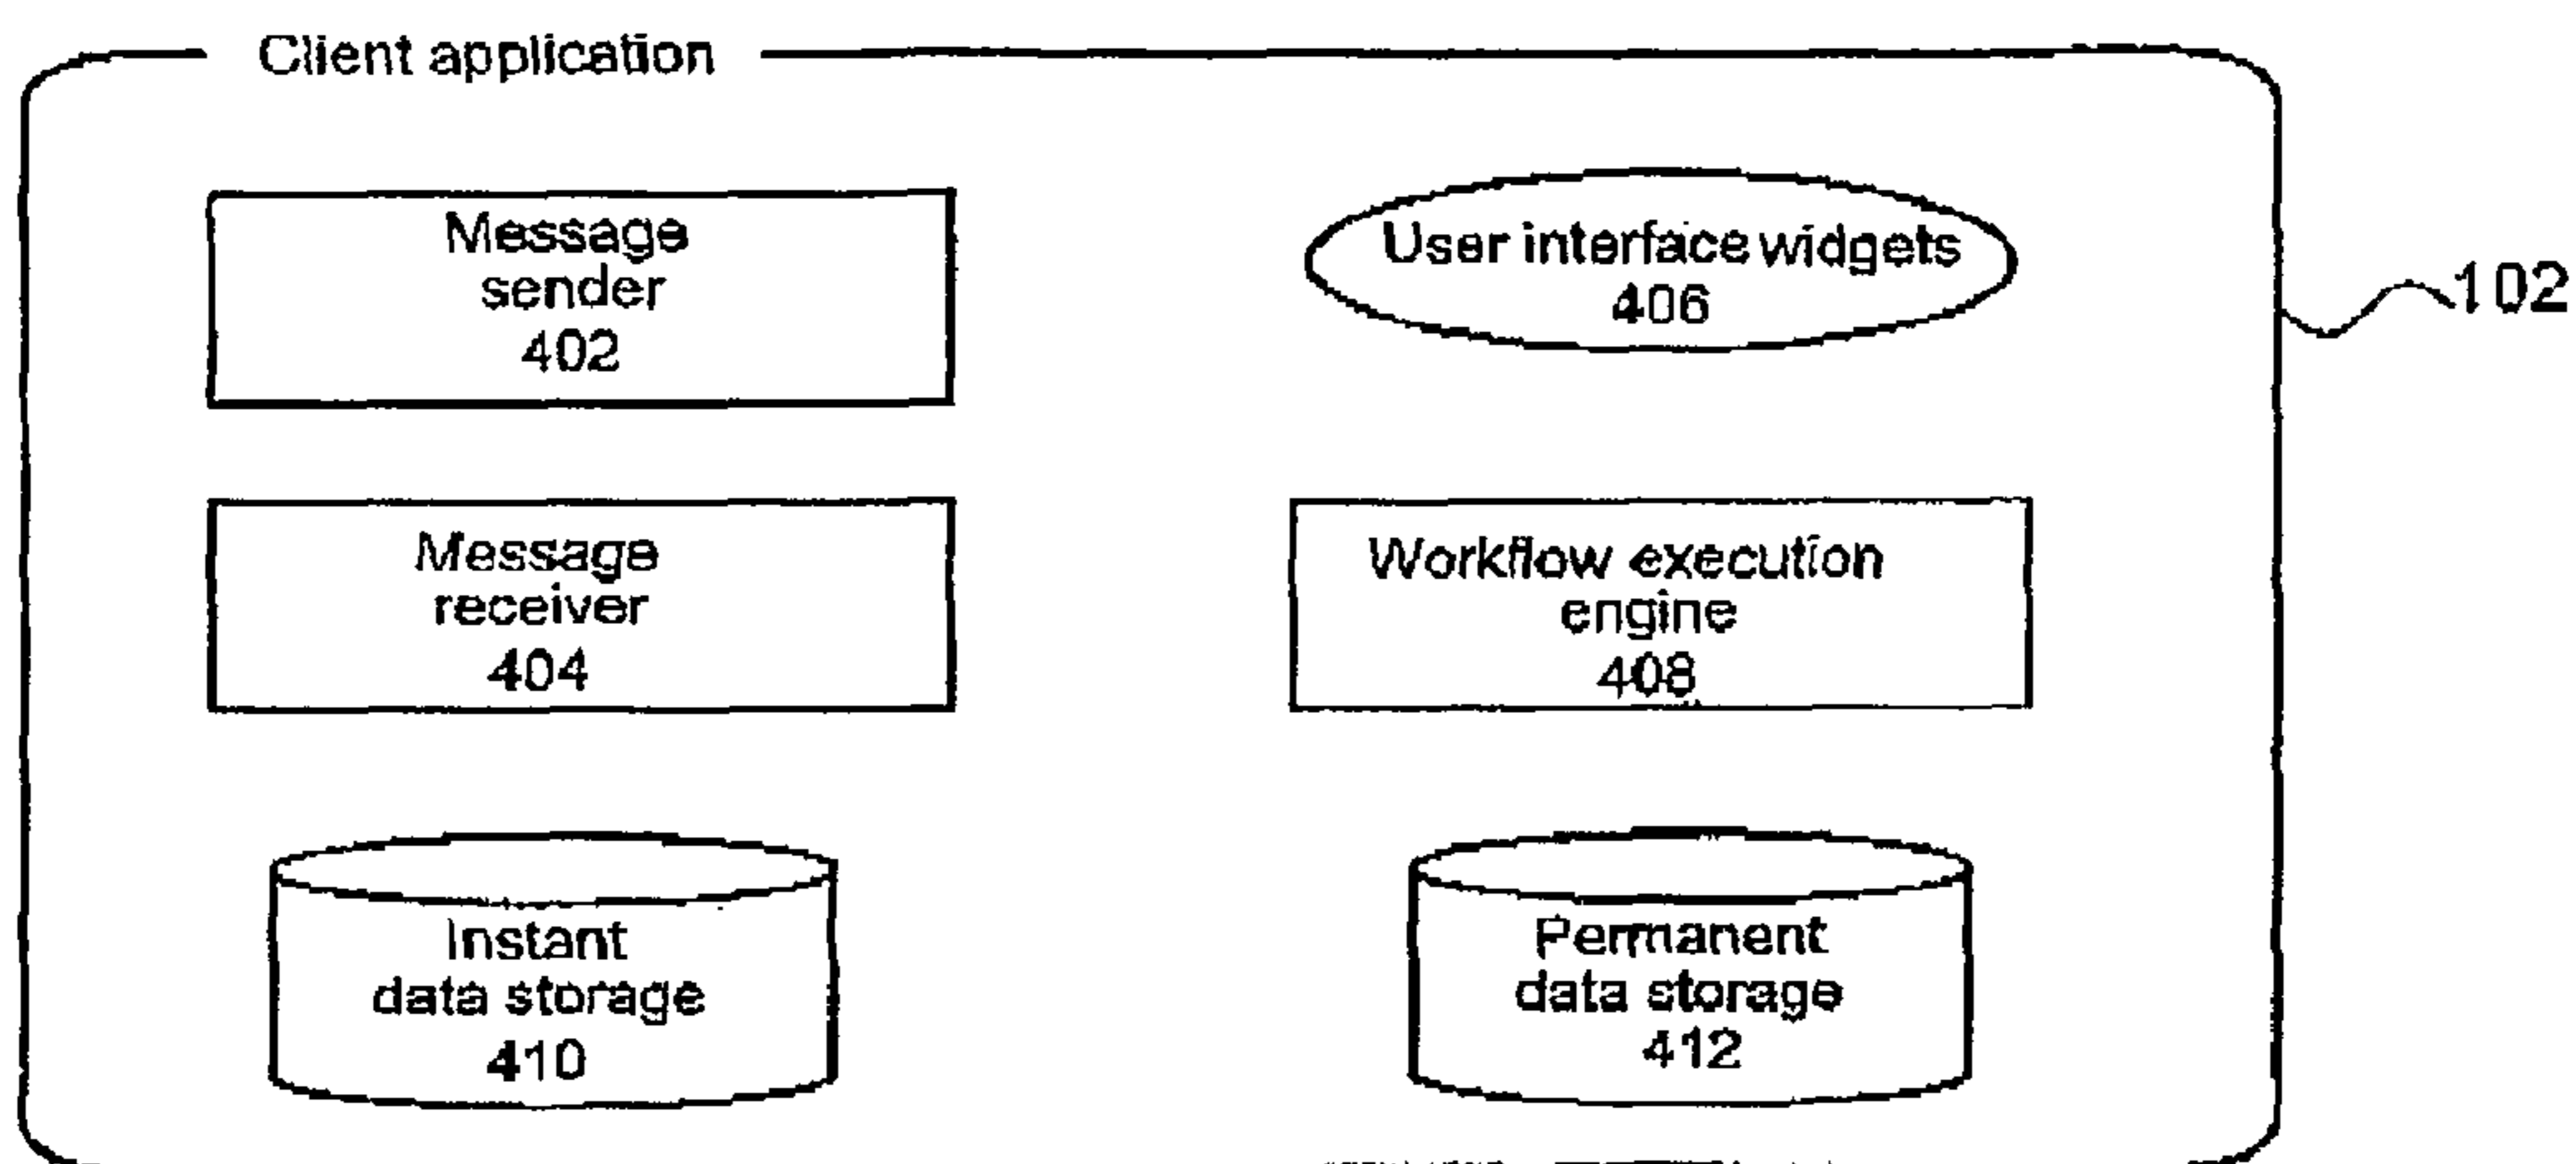 Client application
Message
sender
402
User interface widgets
406
102
Message
receiver
404
Workflow execution
engine
408
Instant
data storage
410
Permanent
data storage
412